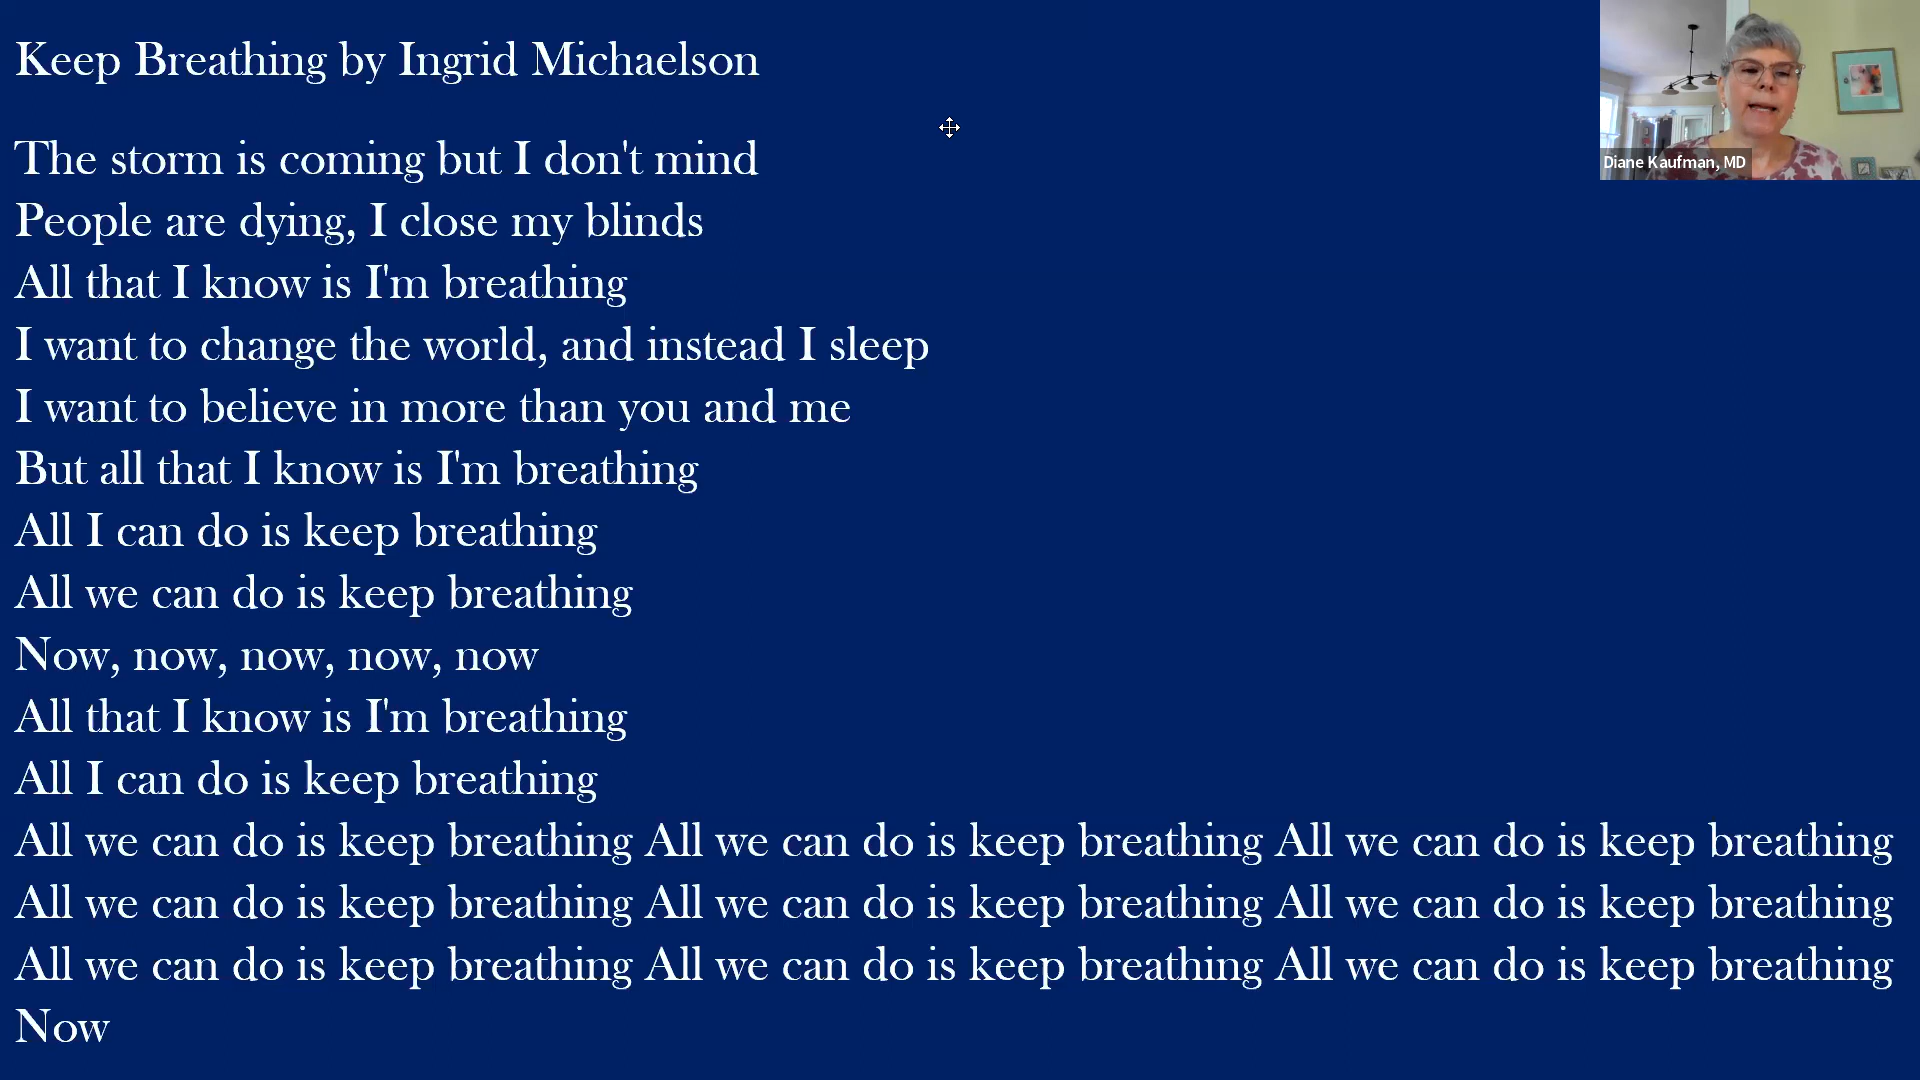 Keep Breathing by Ingrid Michaelson
The storm is coming but I don't mind
People are dying, I close my blinds
All that I know is I'm breathing
I want to change the world, and instead I sleep
I want to believe in more than you and me
But all that I know is I'm breathing
All I can do is keep breathing
All we can do is keep breathing
Now, now, now, now, now
All that I know is I'm breathing
All I can do is keep breathing
All we can do is keep breathing All we can do is keep breathing All we can do is keep breathing
All we can do is keep breathing All we can do is keep breathing All we can do is keep breathing
All we can do is keep breathing All we can do is keep breathing All we can do is keep breathing
Now
Diane Kaufman, MD